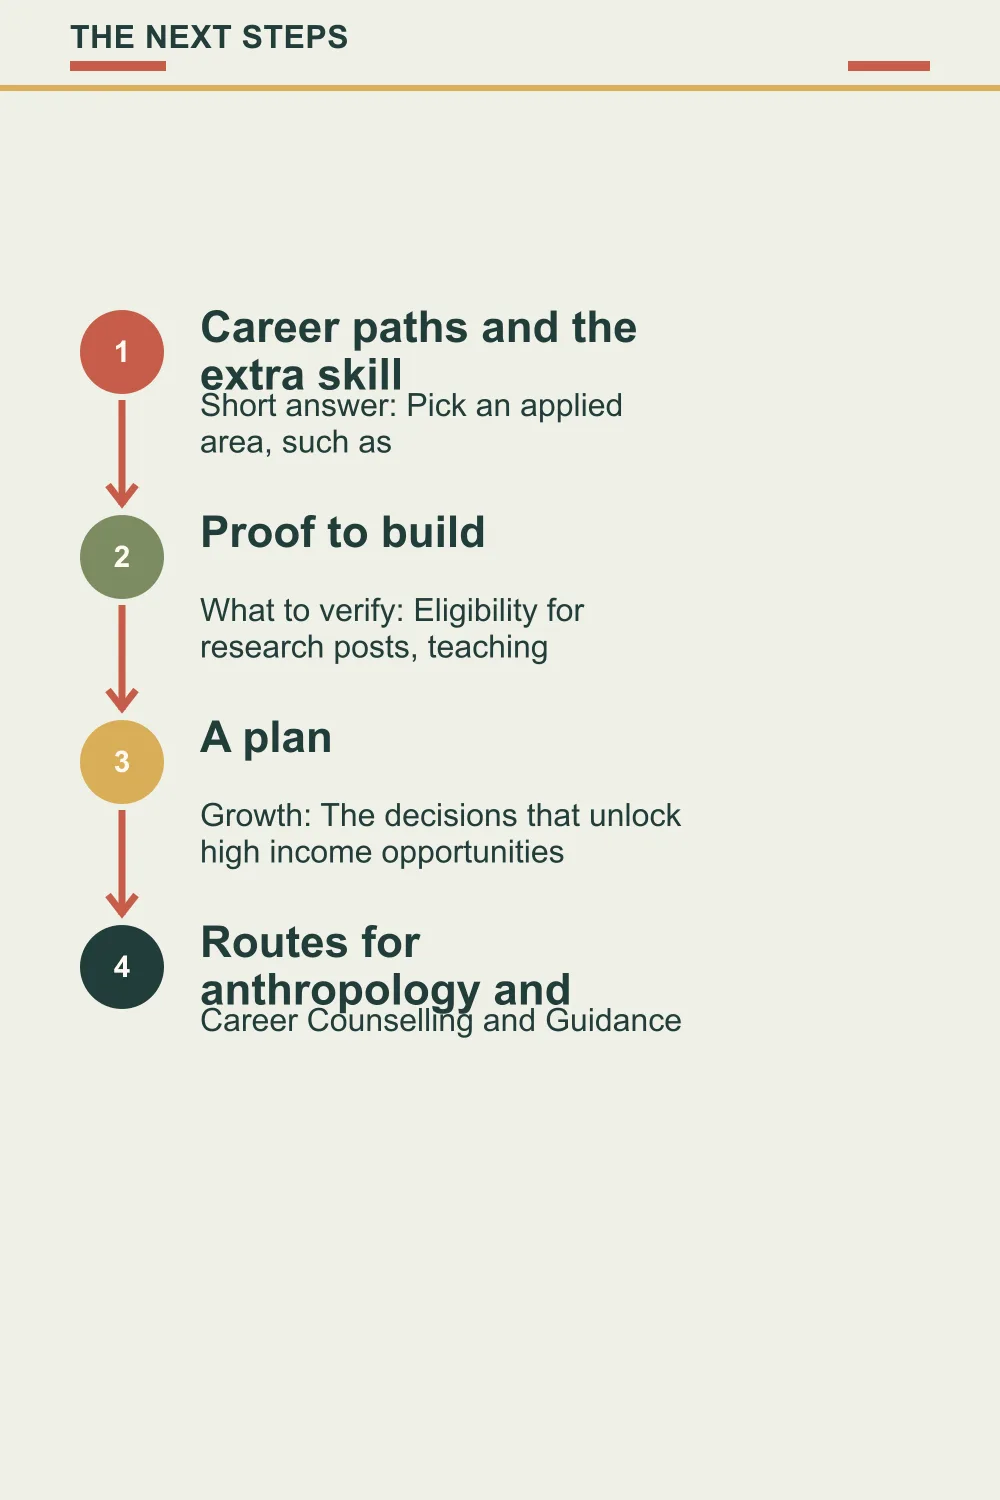 THE NEXT STEPS
1
Career paths and the
extra skill
Short answer: Pick an applied
area, such as
2
Proof to build
What to verify: Eligibility for
research posts, teaching
3
A plan
Growth: The decisions that unlock
high income opportunities
4
Routes for
anthropology and
Career Counselling and Guidance